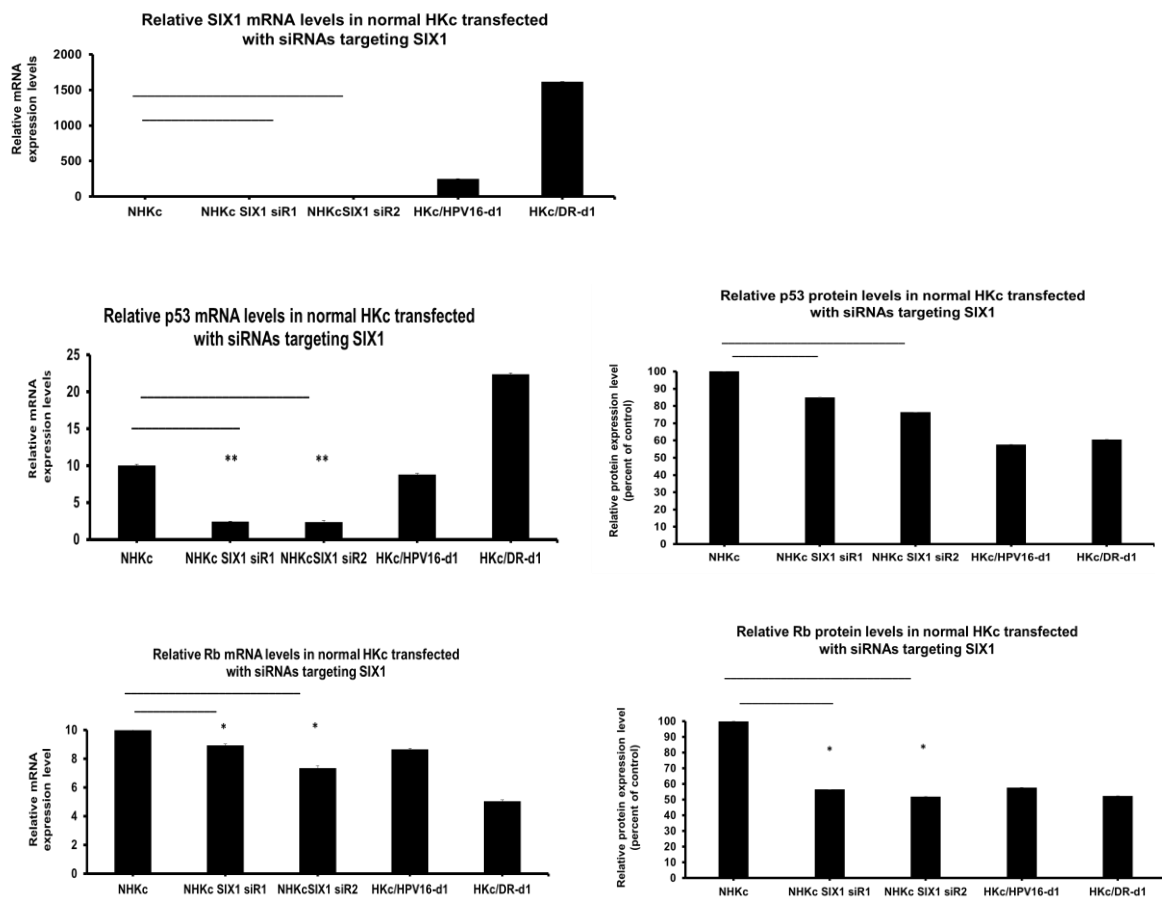 Relative SIX1 mRNA levels in normal HKc transfected
with siRNAs targeting SIX1
Relative mRNA
expression levels
2000
1500
1000
500
0
NHKc NHKc SIX1 siR1 NHKcSIX1 siR2 HKc/HPV16-d1 HKc/DR-d1
Relative p53 mRNA levels in normal HKc transfected
with siRNAs targeting SIX1
Relative mRNA
expression levels
25
20
15
10
5
0
** **
NHKc NHKc SIX1 siR1 NHKcSIX1 siR2 HKc/HPV16-d1 HKc/DR-d1
Relative p53 protein levels in normal HKc transfected
with siRNAs targeting SIX1
Relative protein expression level
(percent of control)
100
90
80
70
60
50
40
30
20
10
0
NHKc NHKc SIX1 siR1 NHKc SIX1 siR2 HKc/HPV16-d1 HKc/DR-d1
Relative Rb mRNA levels in normal HKc transfected
with siRNAs targeting SIX1
Relative mRNA
expression level
10
8
6
4
2
0
* *
NHKc NHKc SIX1 siR1 NHKcSIX1 siR2 HKc/HPV16-d1 HKc/DR-d1
Relative Rb protein levels in normal HKc transfected
with siRNAs targeting SIX1
Relative protein expression level
(percent of control)
100
90
80
70
60
50
40
30
20
10
0
* *
NHKc NHKc SIX1 siR1 NHKc SIX1 siR2 HKc/HPV16-d1 HKc/DR-d1